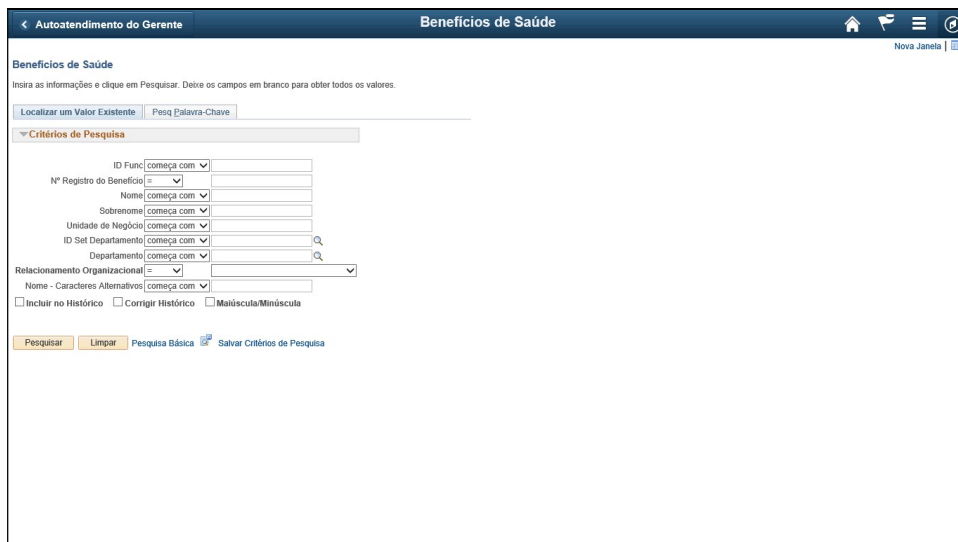 Autoatendimento do Gerente
Benefícios de Saúde
Nova Janela
Benefícios de Saúde
Insira as informações e clique em Pesquisar. Deixe os campos em branco para obter todos os valores.
Localizar um Valor Existente Pesq Palavra-Chave
Critérios de Pesquisa
ID Func começa com
Nº Registro do Benefício =
Nome começa com
Sobrenome começa com
Unidade de Negócio começa com
ID Set Departamento começa com
Departamento começa com
Relacionamento Organizacional =
Nome - Caracteres Alternativos começa com
Incluir no Histórico Corrigir Histórico Maiúscula/Minúscula
Pesquisar Limpar Pesquisa Básica Salvar Critérios de Pesquisa